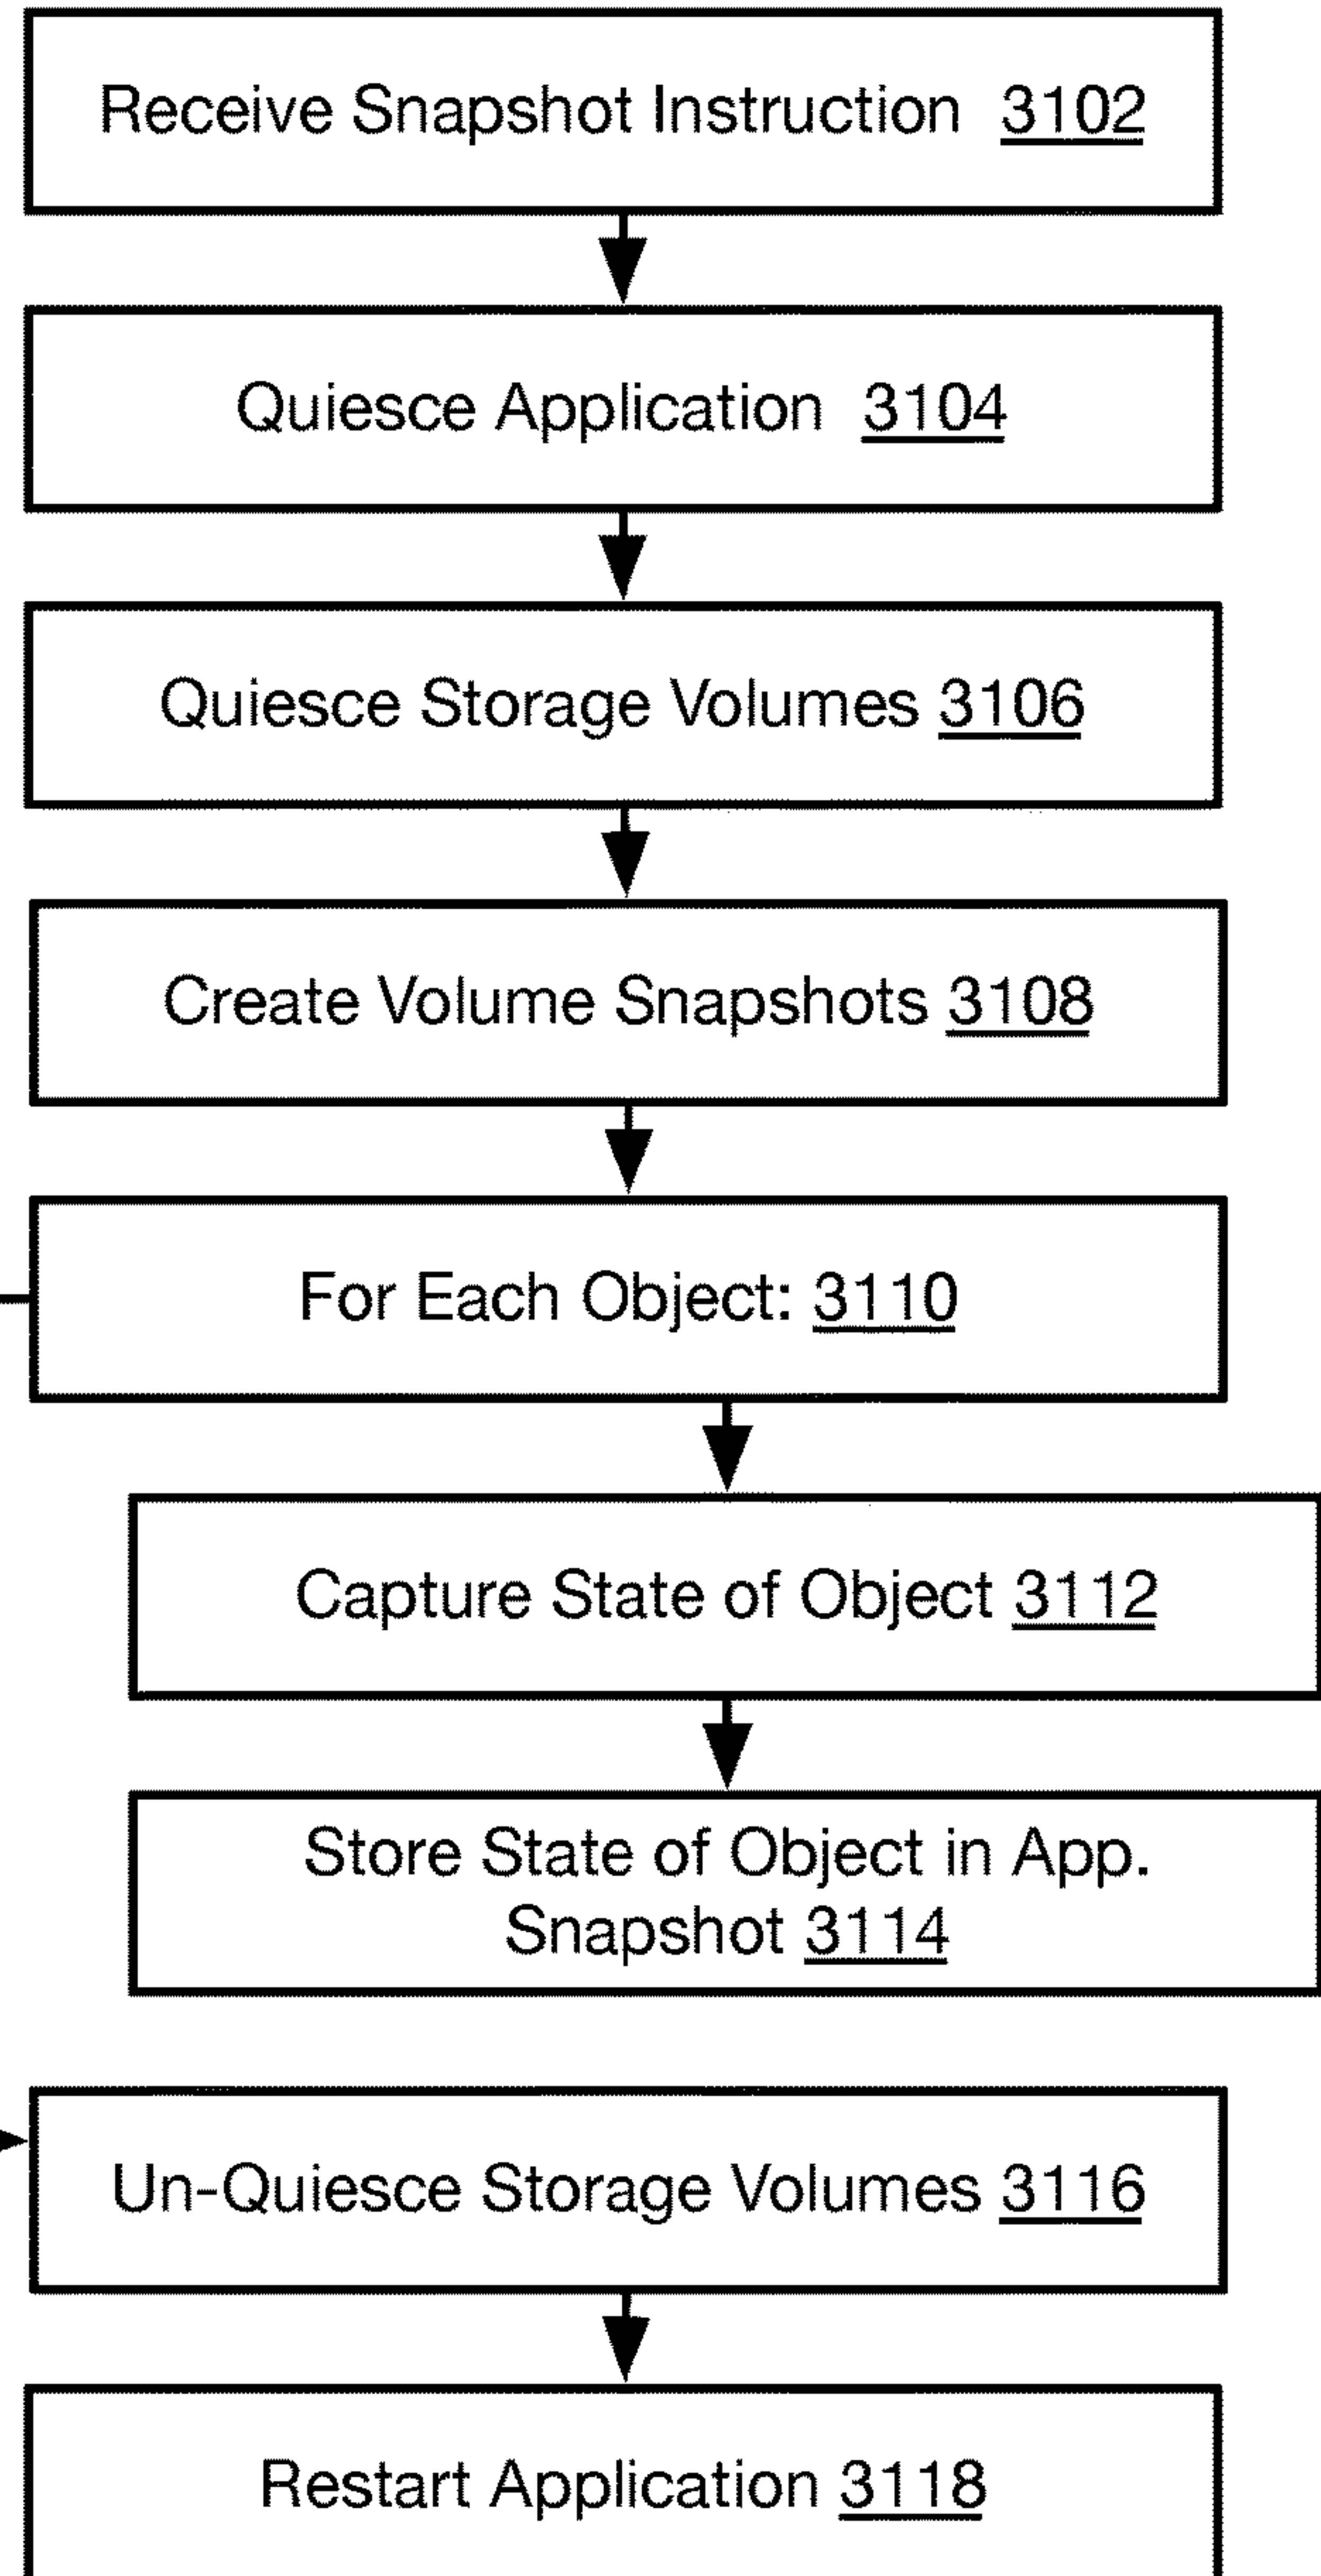 Receive Snapshot Instruction 3102
Quiesce Application 3104
Quiesce Storage Volumes 3106
Create Volume Snapshots 3108
For Each Object: 3110
Capture State of Object 3112
Store State of Object in App.
Snapshot 3114
Un-Quiesce Storage Volumes 3116
Restart Application 3118